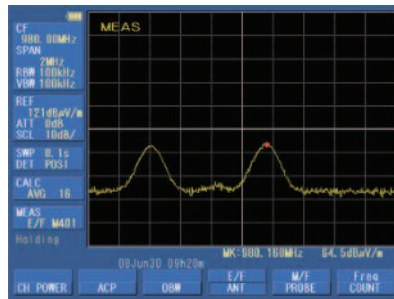 MEAS
CF
980.00MHz
SPAN
2MHz
RBW 100kHz
VBW 100kHz
REF
121dBμV/m
ATT 0dB
SCL 10dB/
SWP 0.1s
DET POSI
CALC
AVG 16
MEAS
E/F M401
Holding
MK:980.160MHz 64.5dBμV/m
09Jun30 09h20m
CH POWER
ACP
OBW
E/F
ANT
M/F
PROBE
Freq
COUNT